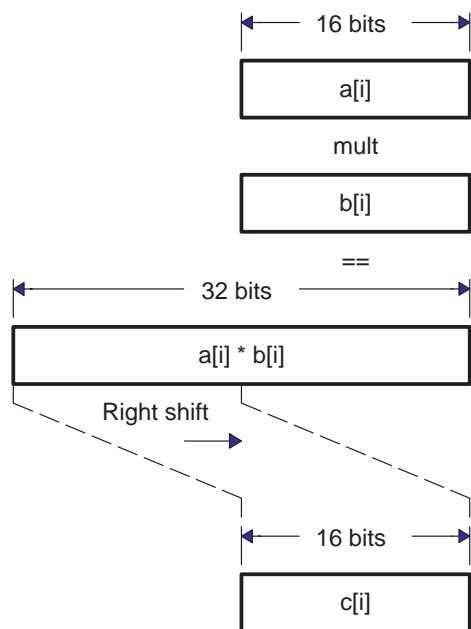 16 bits
a[i]
mult
b[i]
==
32 bits
a[i] * b[i]
Right shift
16 bits
c[i]